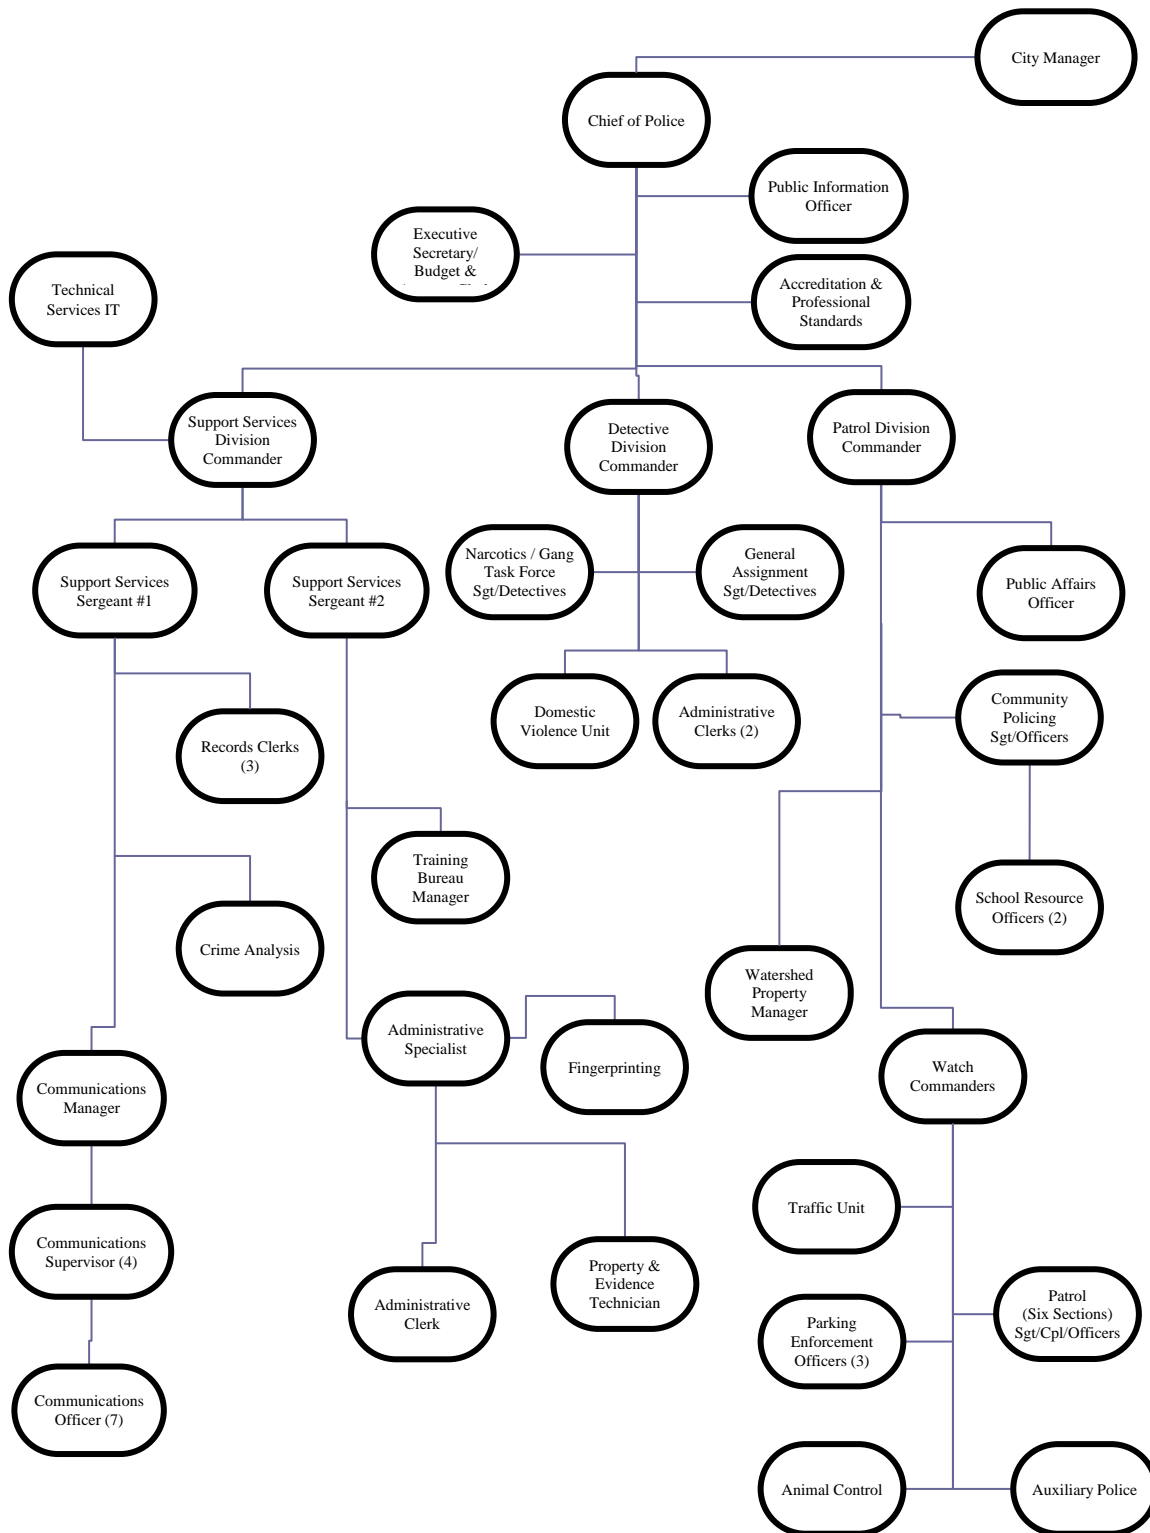 City Manager
Chief of Police
Public Information
Officer
Executive
Secretary/
Budget &
Accreditation &
Professional
Standards
Technical
Services IT
Support Services
Division
Commander
Detective
Division
Commander
Patrol Division
Commander
Support Services
Sergeant #1
Support Services
Sergeant #2
Narcotics / Gang
Task Force
Sgt/Detectives
General
Assignment
Sgt/Detectives
Public Affairs
Officer
Records Clerks
(3)
Domestic
Violence Unit
Administrative
Clerks (2)
Community
Policing
Sgt/Officers
Training
Bureau
Manager
School Resource
Officers (2)
Crime Analysis
Watershed
Property
Manager
Administrative
Specialist
Fingerprinting
Watch
Commanders
Communications
Manager
Traffic Unit
Communications
Supervisor (4)
Property &
Evidence
Technician
Administrative
Clerk
Patrol
(Six Sections)
Sgt/Cpl/Officers
Parking
Enforcement
Officers (3)
Communications
Officer (7)
Animal Control
Auxiliary Police